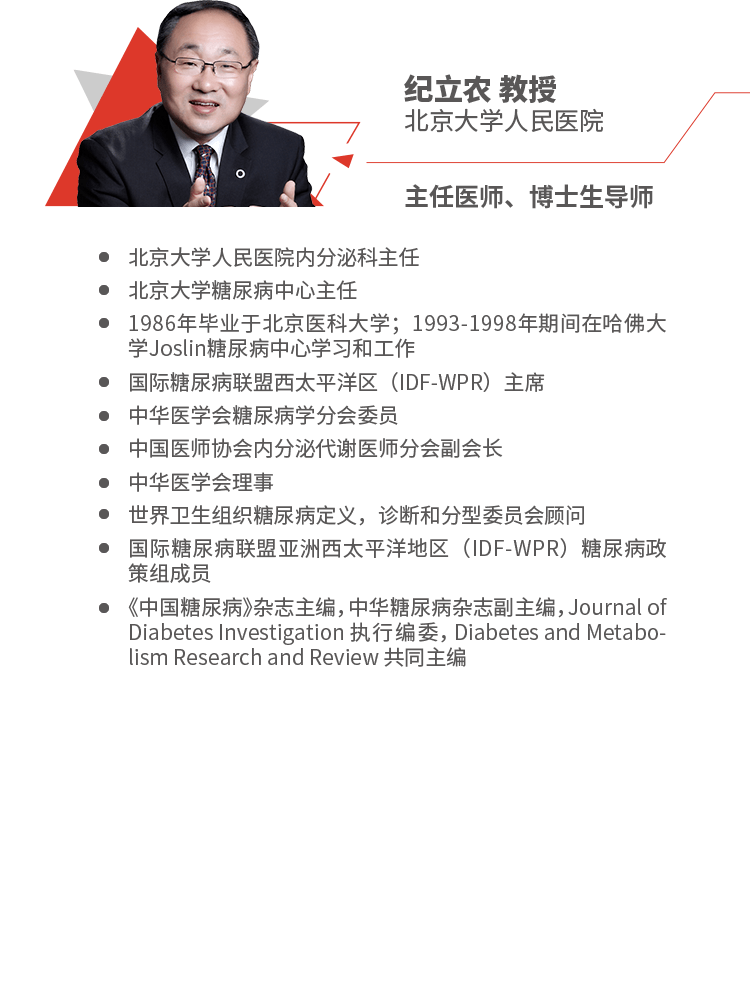 纪立农 教授
北京大学人民医院
主任医师、博士生导师
北京大学人民医院内分泌科主任
北京大学糖尿病中心主任
1986年毕业于北京医科大学；1993-1998年期间在哈佛大
学Joslin糖尿病中心学习和工作
国际糖尿病联盟西太平洋区（IDF-WPR）主席
中华医学会糖尿病学分会委员
中国医师协会内分泌代谢医师分会副会长
中华医学会理事
世界卫生组织糖尿病定义，诊断和分型委员会顾问
国际糖尿病联盟亚洲西太平洋地区（IDF-WPR）糖尿病政
策组成员
《中国糖尿病》杂志主编，中华糖尿病杂志副主编，Journal of
Diabetes Investigation 执行编委，Diabetes and Metabo-
lism Research and Review 共同主编